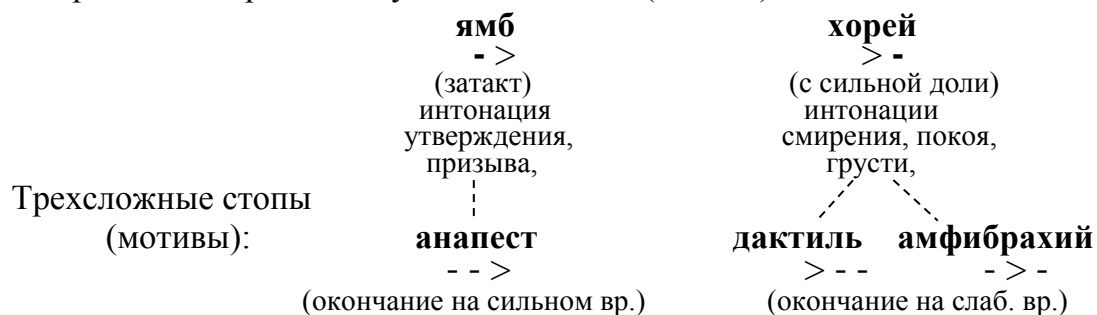 ямб хорей
- > > -
(затакт) (с сильной доли)
интонация интонации
утверждения, смирения, покоя,
призыва, грусти,
Трехсложные стопы
(мотивы): анапест дактиль амфибрахий
- - > > - - - > -
(окончание на сильном вр.) (окончание на слаб. вр.)